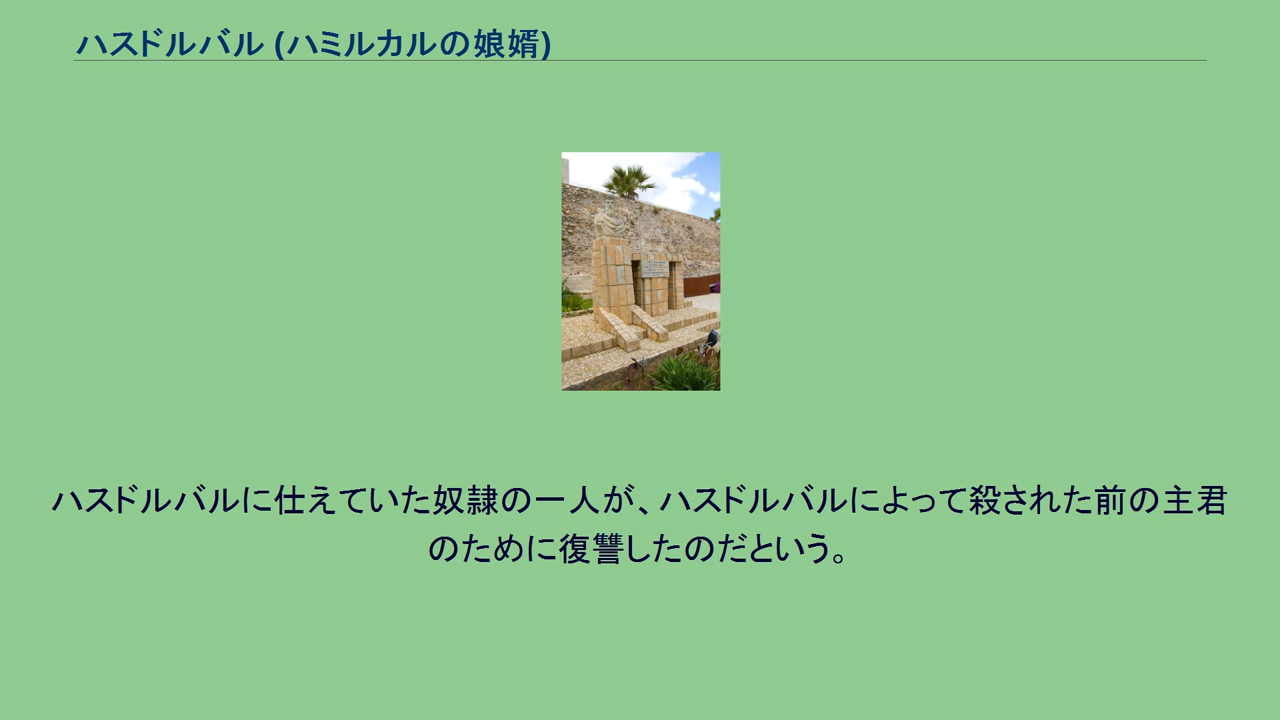 ハスドルバル (ハミルカルの娘婿)
ハスドルバルに仕えていた奴隷の一人が、ハスドルバルによって殺された前の主君
のために復讐したのだという。